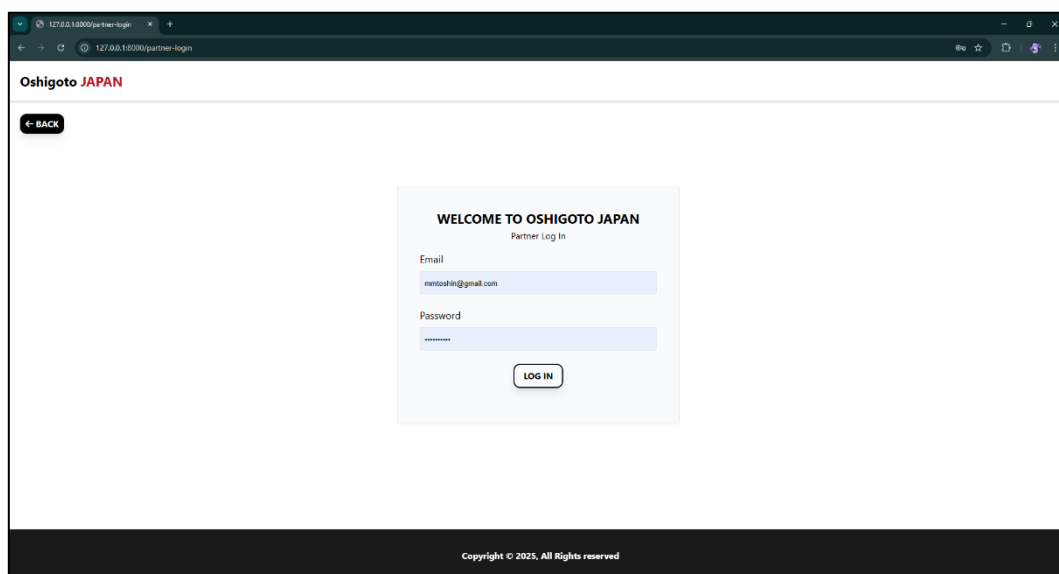 127.0.0.1:8000/partner-login
127.0.0.1:8000/partner-login
Oshigoto JAPAN
← BACK
WELCOME TO OSHIGOTO JAPAN
Partner Log In
Email
mmtoshin@gmail.com
Password
••••••••••
LOG IN
Copyright © 2025, All Rights reserved